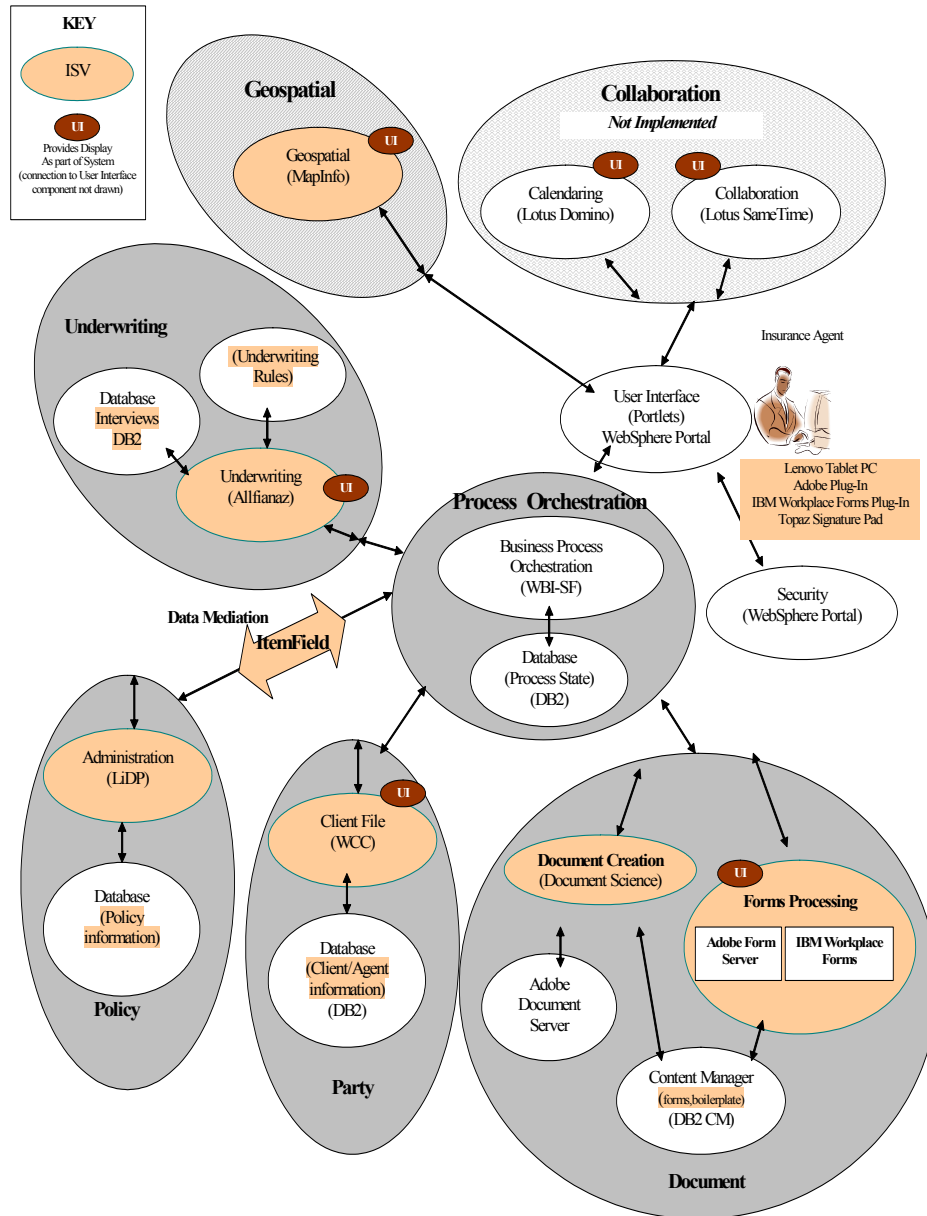 KEY
ISV
UI
Provides Display
As part of System
(connection to User Interface
component not drawn)
Geospatial
UI
Geospatial
(MapInfo)
Collaboration
Not Implemented
UI
UI
Calendaring
(Lotus Domino)
Collaboration
(Lotus SameTime)
Underwriting
(Underwriting
Rules)
Database
Interviews
DB2
Underwriting
(Allfianaz)
UI
Insurance Agent
User Interface
(Portlets)
WebSphere Portal
Lenovo Tablet PC
Adobe Plug-In
IBM Workplace Forms Plug-In
Topaz Signature Pad
Security
(WebSphere Portal)
Process Orchestration
Business Process
Orchestration
(WBI-SF)
Database
(Process State)
(DB2)
Data Mediation
ItemField
Administration
(LiDP)
Database
(Policy
information)
Policy
UI
Client File
(WCC)
Database
(Client/Agent
information)
(DB2)
Party
Document Creation
(Document Science)
UI
Forms Processing
Adobe Form
Server
IBM Workplace
Forms
Adobe
Document
Server
Content Manager
(forms,boilerplate)
(DB2 CM)
Document